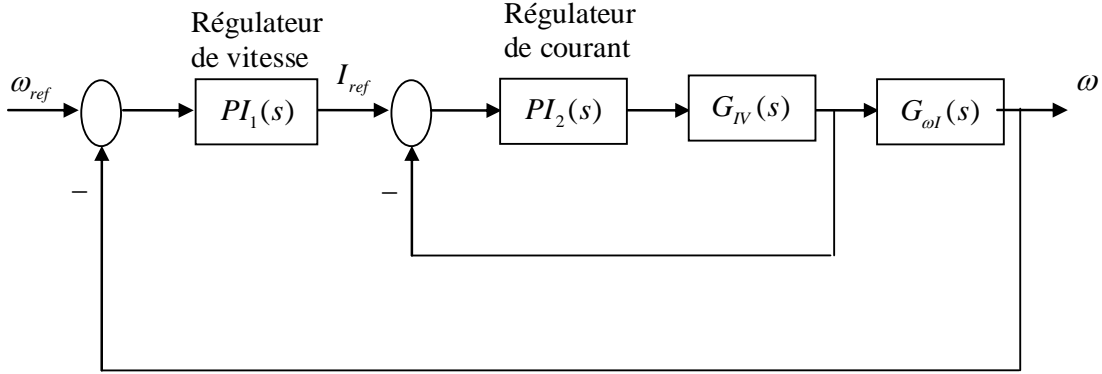 Régulateur
de vitesse
Régulateur
de courant
ω_ref
PI₁(s)
I_ref
PI₂(s)
G_IV(s)
G_ωI(s)
ω
−
−